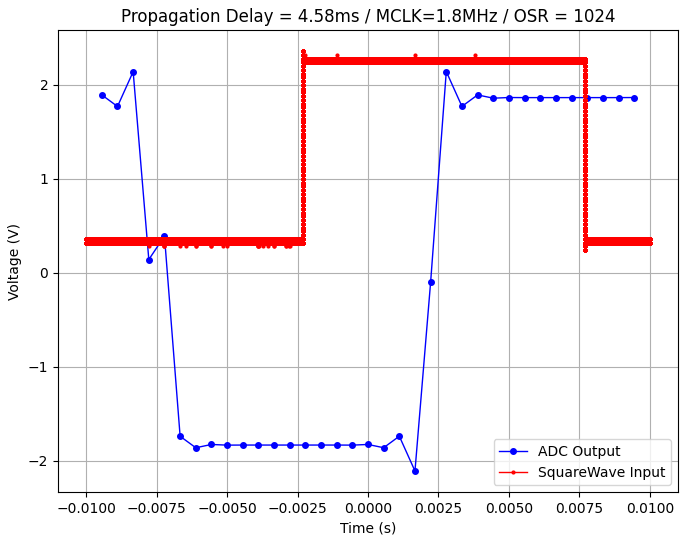 Propagation Delay = 4.58ms / MCLK=1.8MHz / OSR = 1024
Voltage (V)
2
1
0
−1
−2
ADC Output
SquareWave Input
−0.0100 −0.0075 −0.0050 −0.0025 0.0000 0.0025 0.0050 0.0075 0.0100
Time (s)